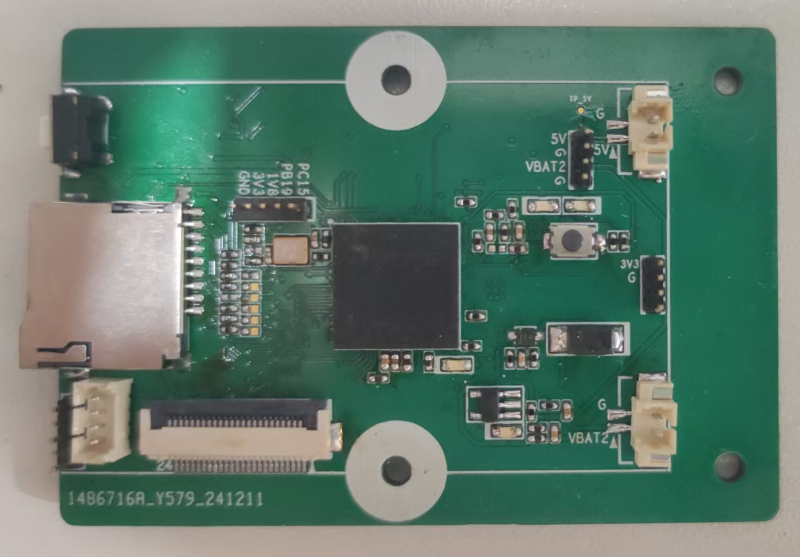 TP_5V
G
5V
G
VBAT2
G
5V
PC15
PB19
1V8
3V3
GND
3V3
G
G
VBAT2
24
1486716A_Y579_241211